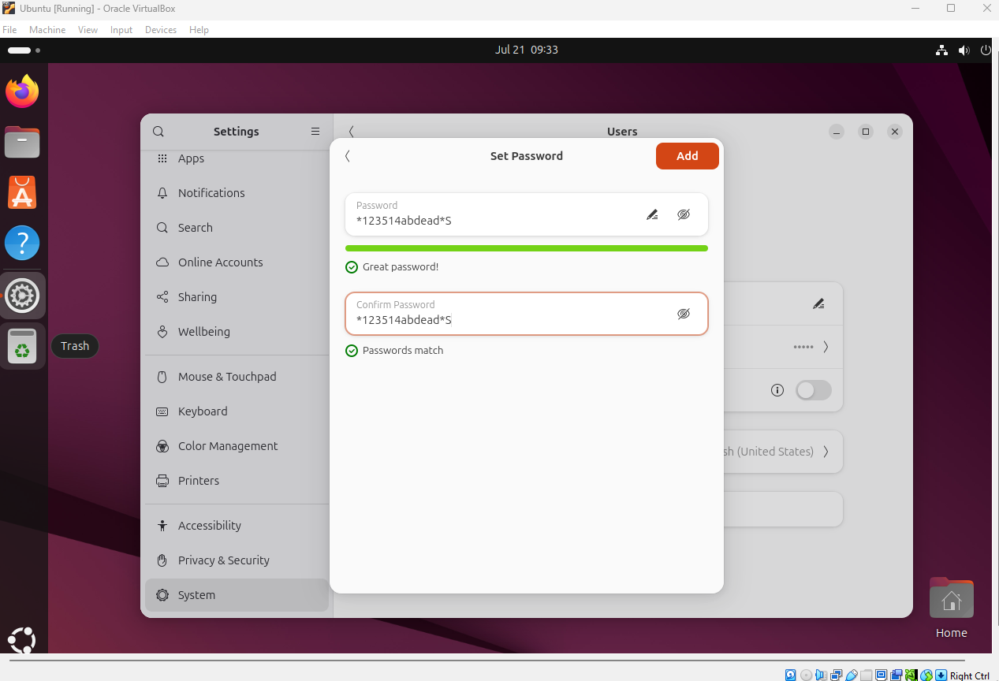 Ubuntu [Running] - Oracle VirtualBox
File Machine View Input Devices Help
Jul 21 09:33
Settings
Users
Set Password
Add
Apps
Notifications
Search
Online Accounts
Sharing
Wellbeing
Mouse & Touchpad
Keyboard
Color Management
Printers
Accessibility
Privacy & Security
System
Trash
Password
*123514abdead*S
Great password!
Confirm Password
*123514abdead*S
Passwords match
sh (United States)
Home
Right Ctrl